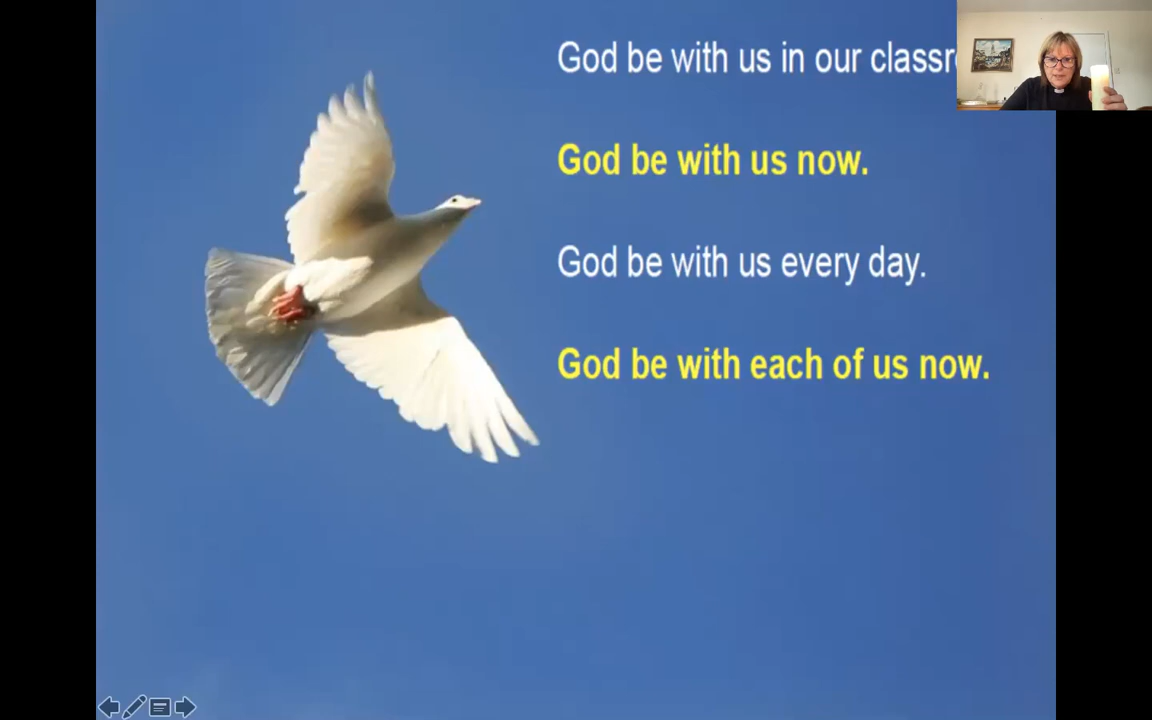 God be with us in our
God be with us now.
God be with us every day.
God be with each of us now.